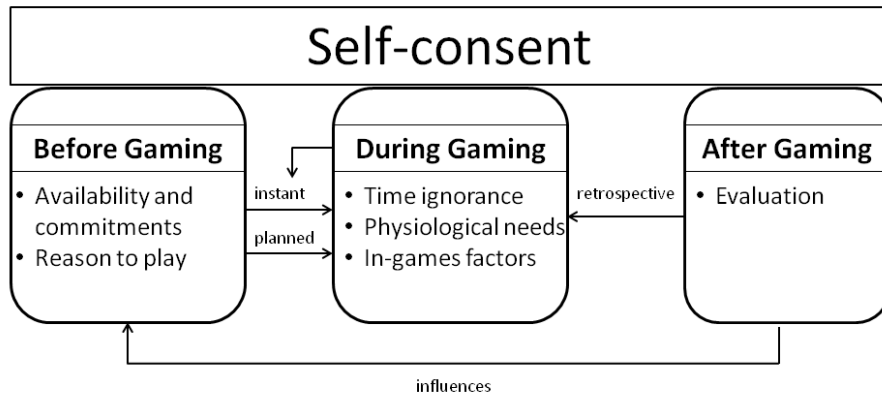 Self-consent
Before Gaming
• Availability and
commitments
• Reason to play
instant
planned
During Gaming
• Time ignorance
• Physiological needs
• In-games factors
retrospective
After Gaming
• Evaluation
influences